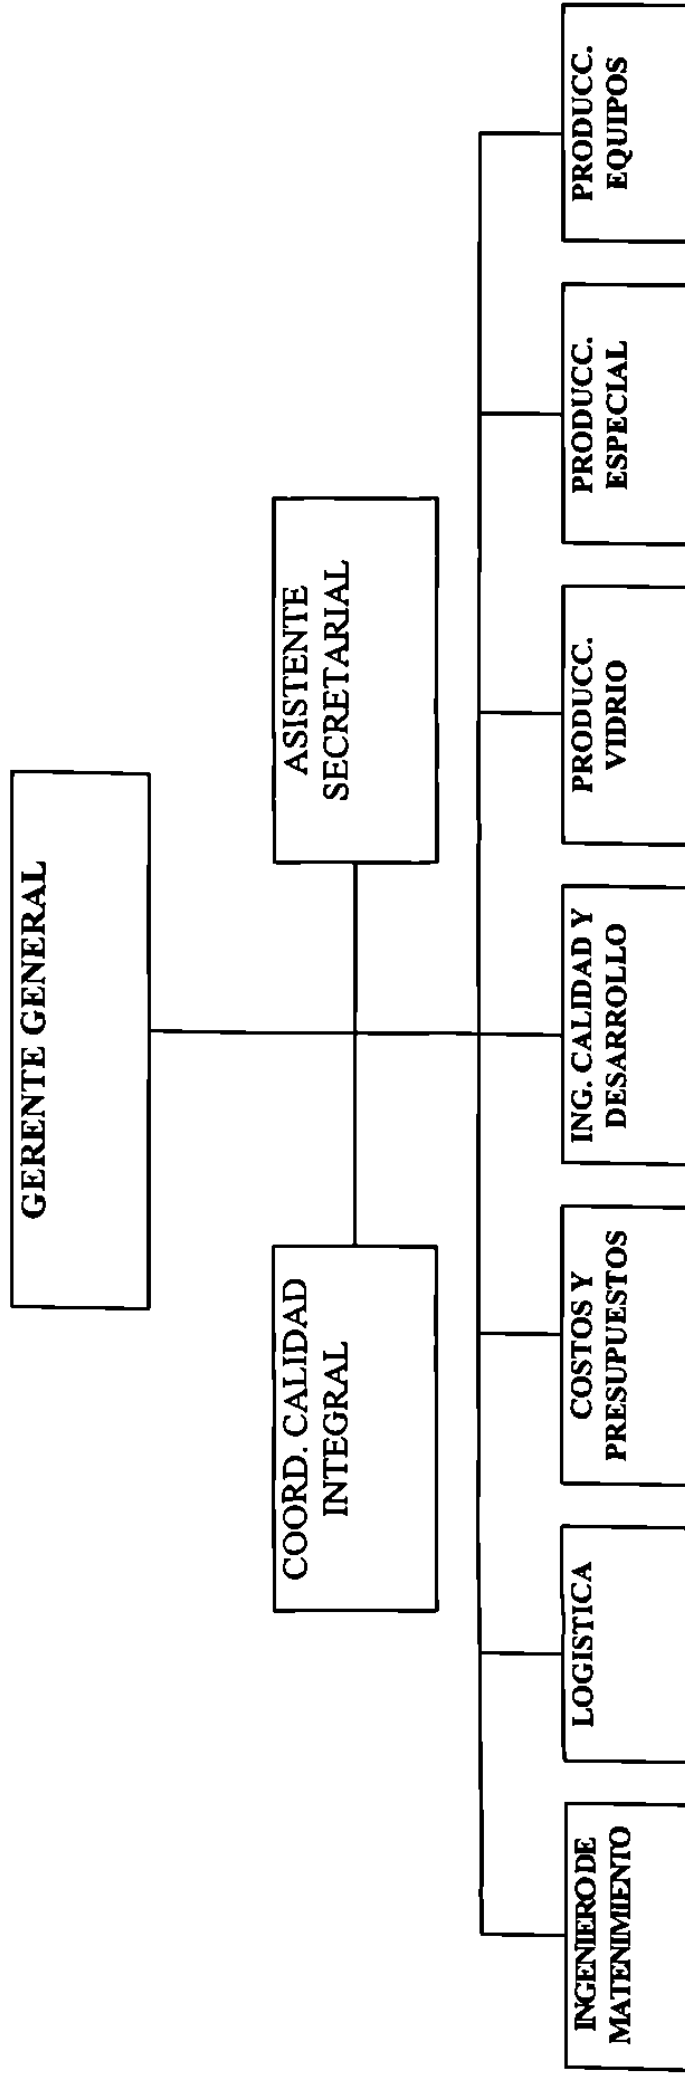 GERENTE GENERAL
COORD. CALIDAD
INTEGRAL
ASISTENTE
SECRETARIAL
INGENIERO DE
MATENIMIENTO
LOGISTICA
COSTOS Y
PRESUPUESTOS
ING. CALIDAD Y
DESARROLLO
PRODUCC.
VIDRIO
PRODUCC.
ESPECIAL
PRODUCC.
EQUIPOS